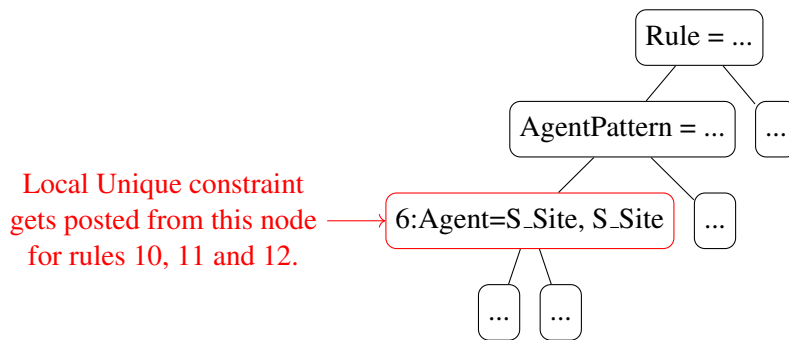 Rule = ...
AgentPattern = ...
...
Local Unique constraint
gets posted from this node
for rules 10, 11 and 12.
6:Agent=S_Site, S_Site
...
...
...